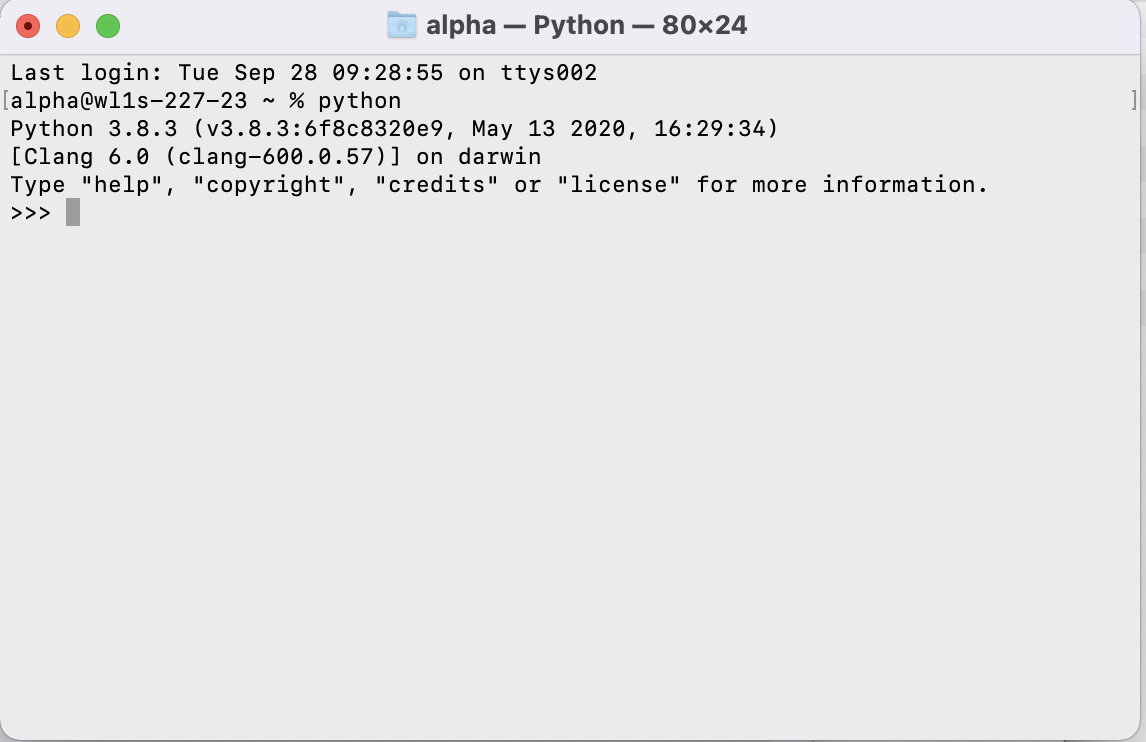 alpha — Python — 80×24
Last login: Tue Sep 28 09:28:55 on ttys002
[alpha@wl1s-227-23 ~ % python ]
Python 3.8.3 (v3.8.3:6f8c8320e9, May 13 2020, 16:29:34)
[Clang 6.0 (clang-600.0.57)] on darwin
Type "help", "copyright", "credits" or "license" for more information.
>>>